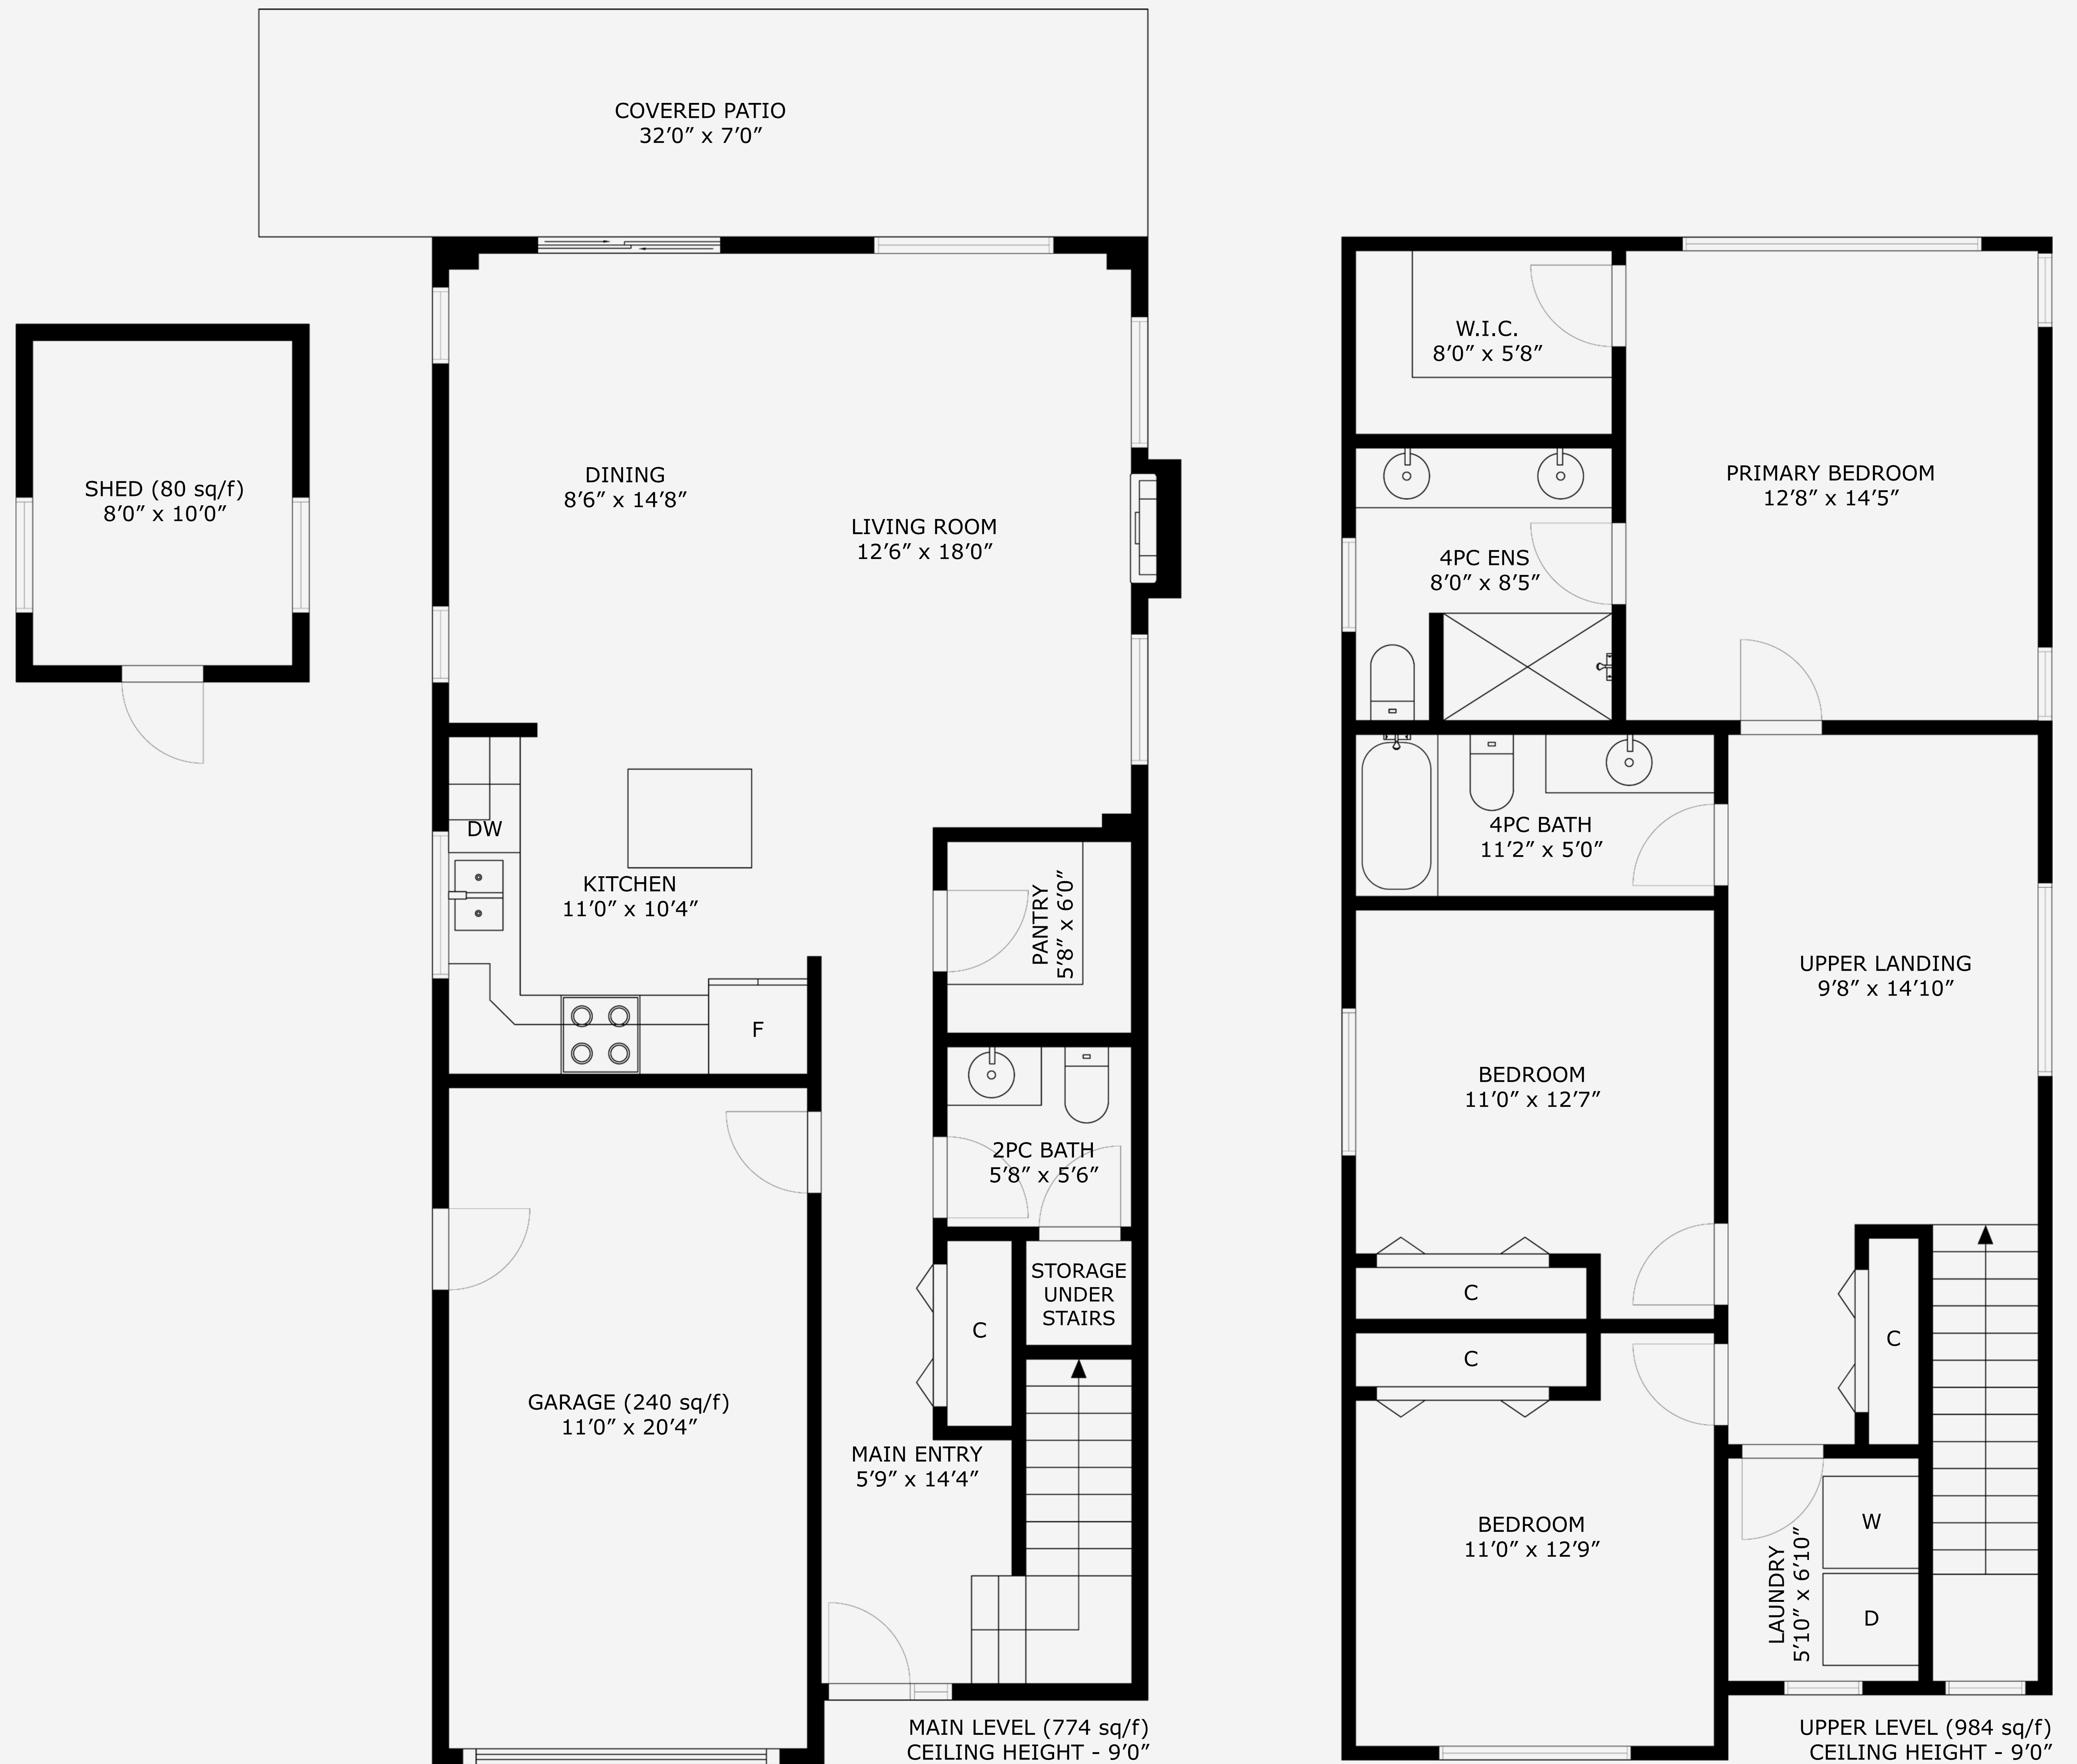 COVERED PATIO
32’0” x 7’0”
SHED (80 sq/f)
8’0” x 10’0”
DINING
8’6” x 14’8”
LIVING ROOM
12’6” x 18’0”
DW
KITCHEN
11’0” x 10’4”
F
PANTRY
5’8” x 6’0”
2PC BATH
5’8” x 5’6”
STORAGE
UNDER
STAIRS
C
GARAGE (240 sq/f)
11’0” x 20’4”
MAIN ENTRY
5’9” x 14’4”
MAIN LEVEL (774 sq/f)
CEILING HEIGHT - 9’0”
W.I.C.
8’0” x 5’8”
PRIMARY BEDROOM
12’8” x 14’5”
4PC ENS
8’0” x 8’5”
4PC BATH
11’2” x 5’0”
UPPER LANDING
9’8” x 14’10”
BEDROOM
11’0” x 12’7”
C
C
C
BEDROOM
11’0” x 12’9”
LAUNDRY
5’10” x 6’10”
W
D
UPPER LEVEL (984 sq/f)
CEILING HEIGHT - 9’0”